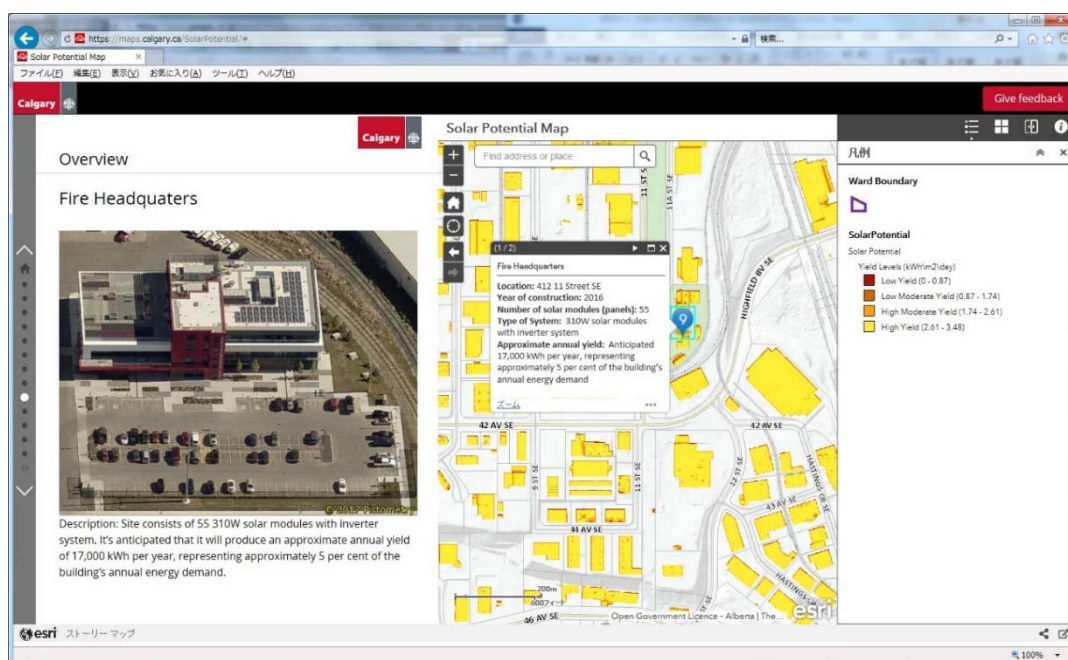 https://maps.calgary.ca/SolarPotential/#
検索...
Solar Potential Map
ファイル(F) 編集(E) 表示(V) お気に入り(A) ツール(T) ヘルプ(H)
Calgary
Give feedback
Calgary
Overview
Fire Headquaters
Description: Site consists of 55 310W solar modules with inverter
system. It's anticipated that it will produce an approximate annual yield
of 17,000 kWh per year, representing approximately 5 per cent of the
building's annual energy demand.
Solar Potential Map
Find address or place
11 ST SE
11A ST SE
HIGHFIELD BV SE
(1 / 2)
Fire Headquarters
Location: 412 11 Street SE
Year of construction: 2016
Number of solar modules (panels): 55
Type of System: 310W solar modules
with inverter system
Approximate annual yield: Anticipated
17,000 kWh per year, representing
approximately 5 per cent of the building's
annual energy demand
ズーム
9
42 AV SE
42 AV SE
9 ST SE
11 ST SE
12 ST SE
43 AV SE
HASTINGS CR SE
HASTINGS CR SE
44 AV SE
46 AV SE
200m
600フィート
Open Government Licence - Alberta | The...
esri
凡例
Ward Boundary
SolarPotential
Solar Potential
Yield Levels (kWh\m2\day)
Low Yield (0 - 0.87)
Low Moderate Yield (0.87 - 1.74)
High Moderate Yield (1.74 - 2.61)
High Yield (2.61 - 3.48)
esri ストーリー マップ
100%